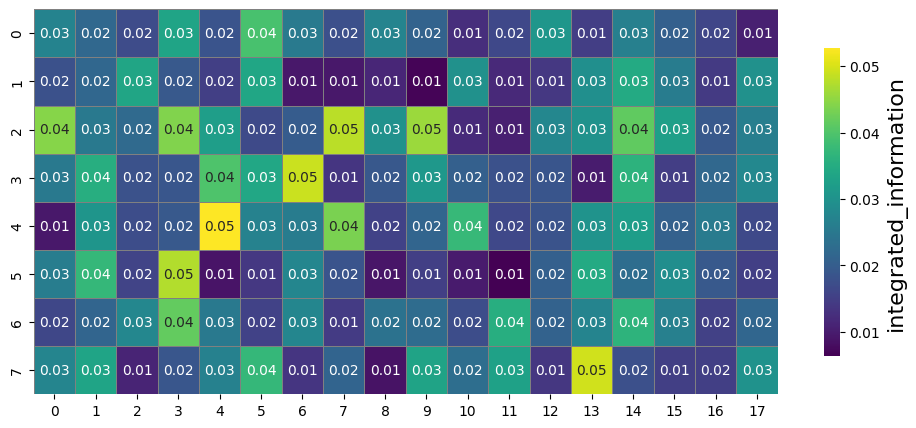 0 0.03 0.02 0.02 0.03 0.02 0.04 0.03 0.02 0.03 0.02 0.01 0.02 0.03 0.01 0.03 0.02 0.02 0.01
1 0.02 0.02 0.03 0.02 0.02 0.03 0.01 0.01 0.01 0.01 0.03 0.01 0.01 0.03 0.03 0.03 0.01 0.03
2 0.04 0.03 0.02 0.04 0.03 0.02 0.02 0.05 0.03 0.05 0.01 0.01 0.03 0.03 0.04 0.03 0.02 0.03
3 0.03 0.04 0.02 0.02 0.04 0.03 0.05 0.01 0.02 0.03 0.02 0.02 0.02 0.01 0.04 0.01 0.02 0.03
4 0.01 0.03 0.02 0.02 0.05 0.03 0.03 0.04 0.02 0.02 0.04 0.02 0.02 0.03 0.03 0.02 0.03 0.02
5 0.03 0.04 0.02 0.05 0.01 0.01 0.03 0.02 0.01 0.01 0.01 0.01 0.02 0.03 0.02 0.03 0.02 0.02
6 0.02 0.02 0.03 0.04 0.03 0.02 0.03 0.01 0.02 0.02 0.02 0.04 0.02 0.03 0.04 0.03 0.02 0.02
7 0.03 0.03 0.01 0.02 0.03 0.04 0.01 0.02 0.01 0.03 0.02 0.03 0.01 0.05 0.02 0.01 0.02 0.03
0 1 2 3 4 5 6 7 8 9 10 11 12 13 14 15 16 17
0.05
0.04
0.03
0.02
0.01
integrated_information